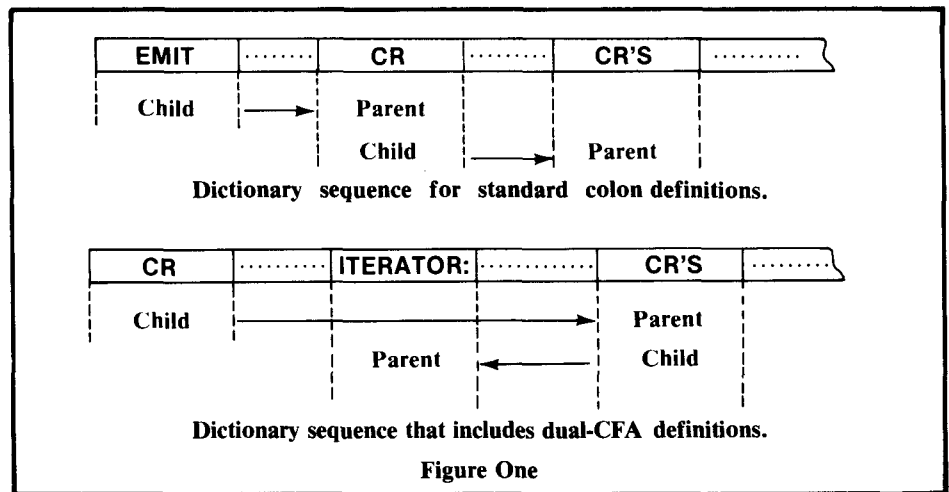 EMIT ........ CR ........ CR'S ..........
Child Parent
Child Parent
Dictionary sequence for standard colon definitions.
CR .......... ITERATOR: ............ CR'S ........
Child Parent
Parent Child
Dictionary sequence that includes dual-CFA definitions.
Figure One